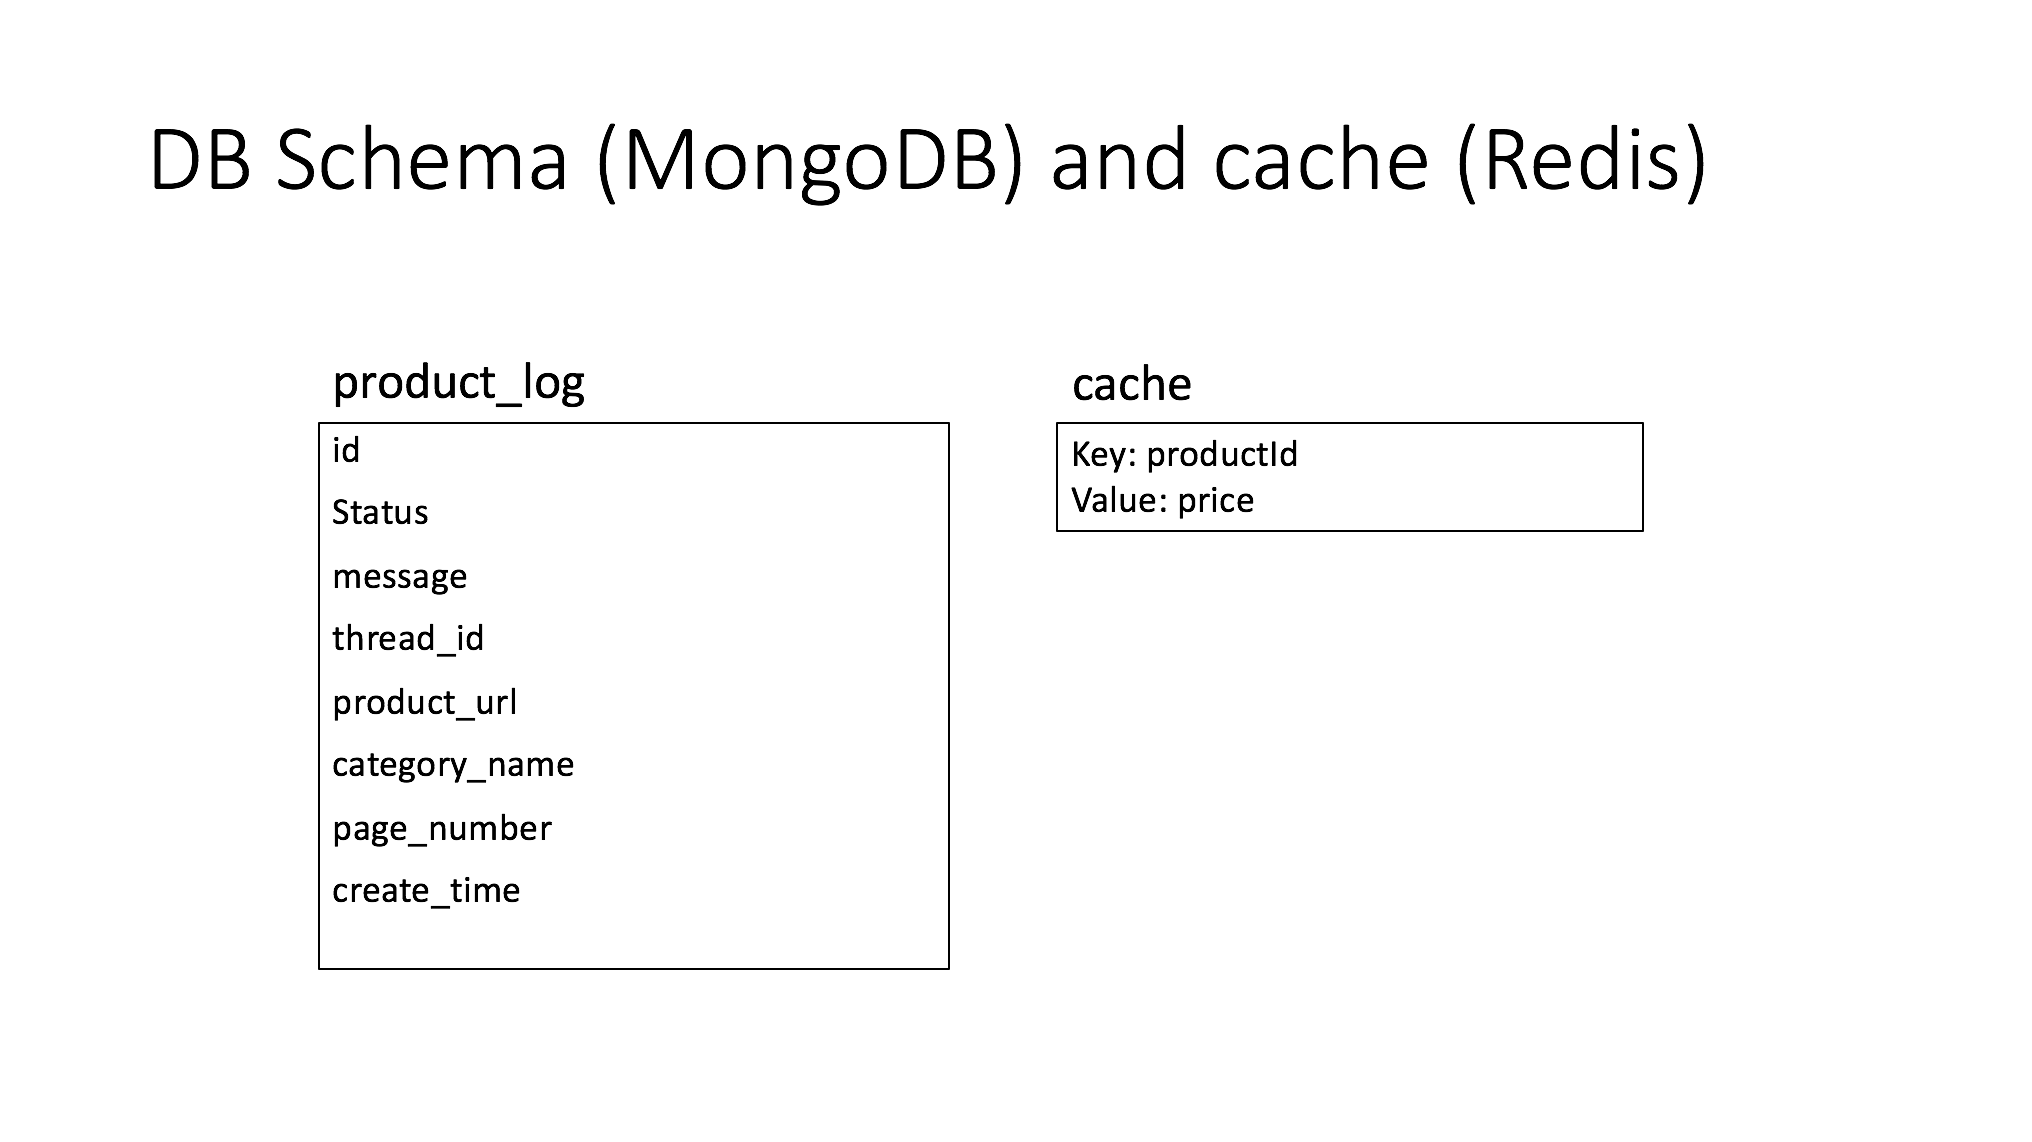 DB Schema (MongoDB) and cache (Redis)
product_log
id
Status
message
thread_id
product_url
category_name
page_number
create_time
cache
Key: productId
Value: price